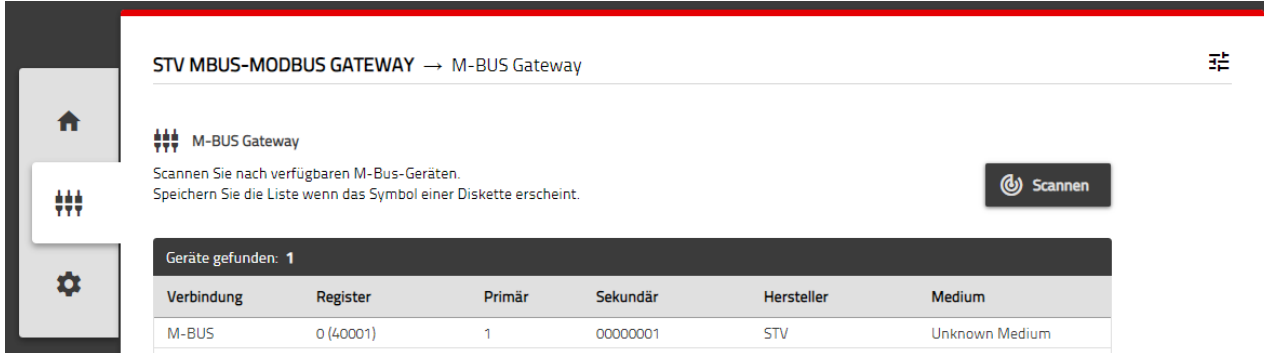 STV MBUS-MODBUS GATEWAY → M-BUS Gateway
M-BUS Gateway
Scannen Sie nach verfügbaren M-Bus-Geräten.
Speichern Sie die Liste wenn das Symbol einer Diskette erscheint.
Scannen
Geräte gefunden: 1
Verbindung Register Primär Sekundär Hersteller Medium
M-BUS 0 (40001) 1 00000001 STV Unknown Medium